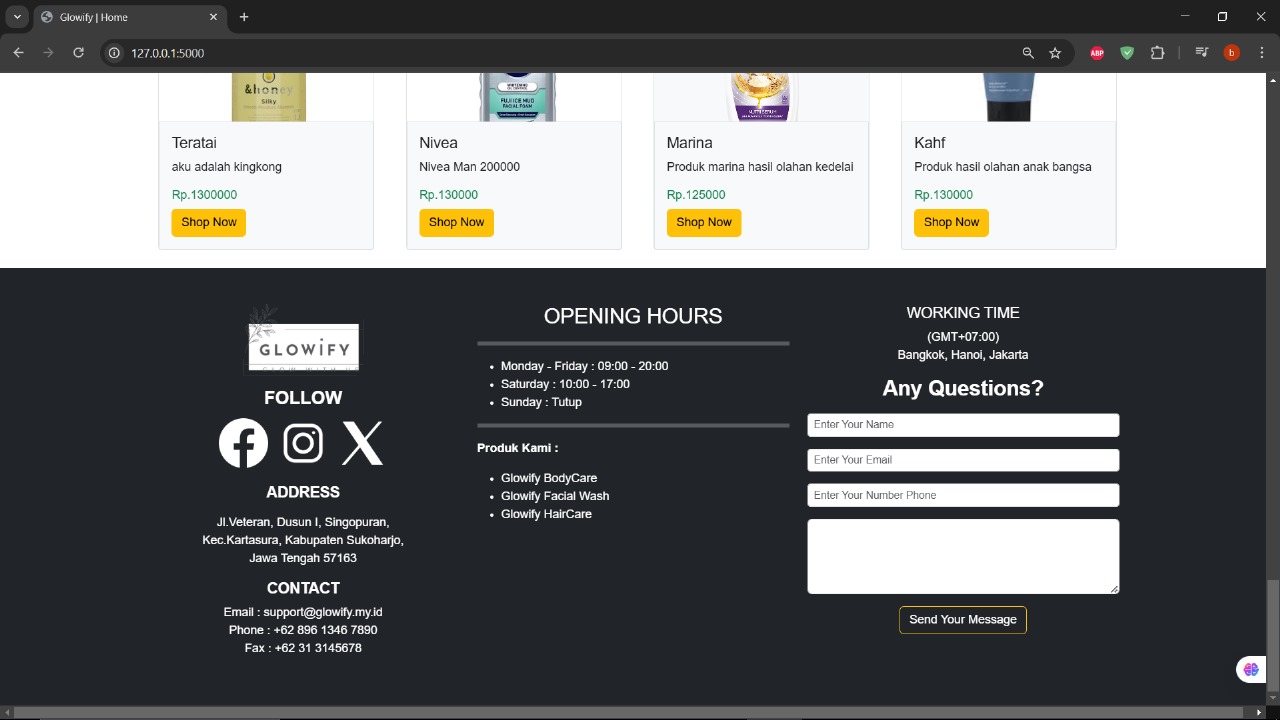 Glowify | Home
127.0.0.1:5000
ABP
b
&honey
Silky
FUJI ICE MUD
FACIAL FOAM
NUTRI SERUM
Teratai
aku adalah kingkong
Rp.1300000
Shop Now
Nivea
Nivea Man 200000
Rp.130000
Shop Now
Marina
Produk marina hasil olahan kedelai
Rp.125000
Shop Now
Kahf
Produk hasil olahan anak bangsa
Rp.130000
Shop Now
GLOWIFY
FOLLOW
ADDRESS
Jl.Veteran, Dusun I, Singopuran,
Kec.Kartasura, Kabupaten Sukoharjo,
Jawa Tengah 57163
CONTACT
Email : support@glowify.my.id
Phone : +62 896 1346 7890
Fax : +62 31 3145678
OPENING HOURS
Monday - Friday : 09:00 - 20:00
Saturday : 10:00 - 17:00
Sunday : Tutup
Produk Kami :
Glowify BodyCare
Glowify Facial Wash
Glowify HairCare
WORKING TIME
(GMT+07:00)
Bangkok, Hanoi, Jakarta
Any Questions?
Enter Your Name
Enter Your Email
Enter Your Number Phone
Send Your Message